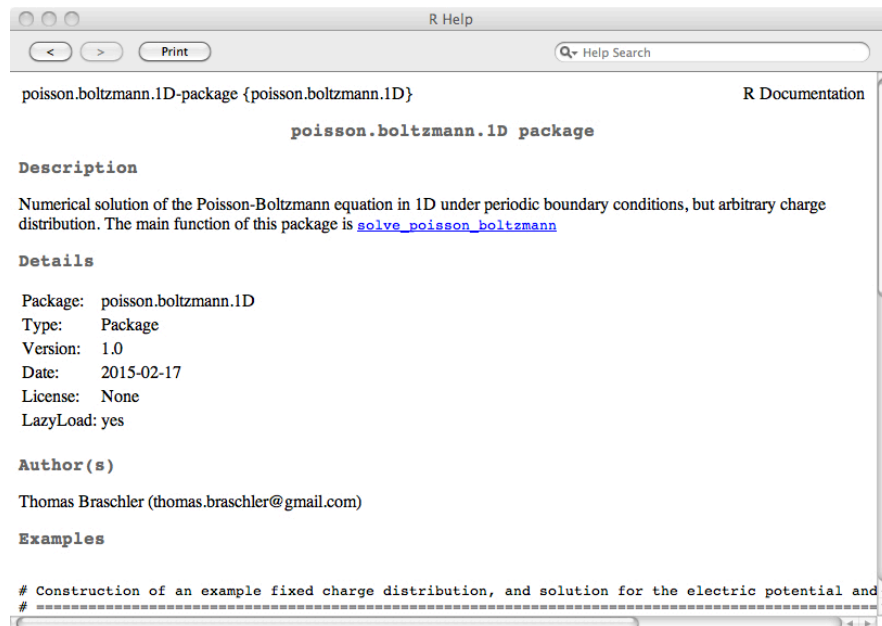 R Help
< > Print Help Search
poisson.boltzmann.1D-package {poisson.boltzmann.1D} R Documentation
poisson.boltzmann.1D package
Description
Numerical solution of the Poisson-Boltzmann equation in 1D under periodic boundary conditions, but arbitrary charge
distribution. The main function of this package is solve_poisson_boltzmann
Details
Package: poisson.boltzmann.1D
Type: Package
Version: 1.0
Date: 2015-02-17
License: None
LazyLoad: yes
Author(s)
Thomas Braschler (thomas.braschler@gmail.com)
Examples
# Construction of an example fixed charge distribution, and solution for the electric potential and
# ==================================================================================